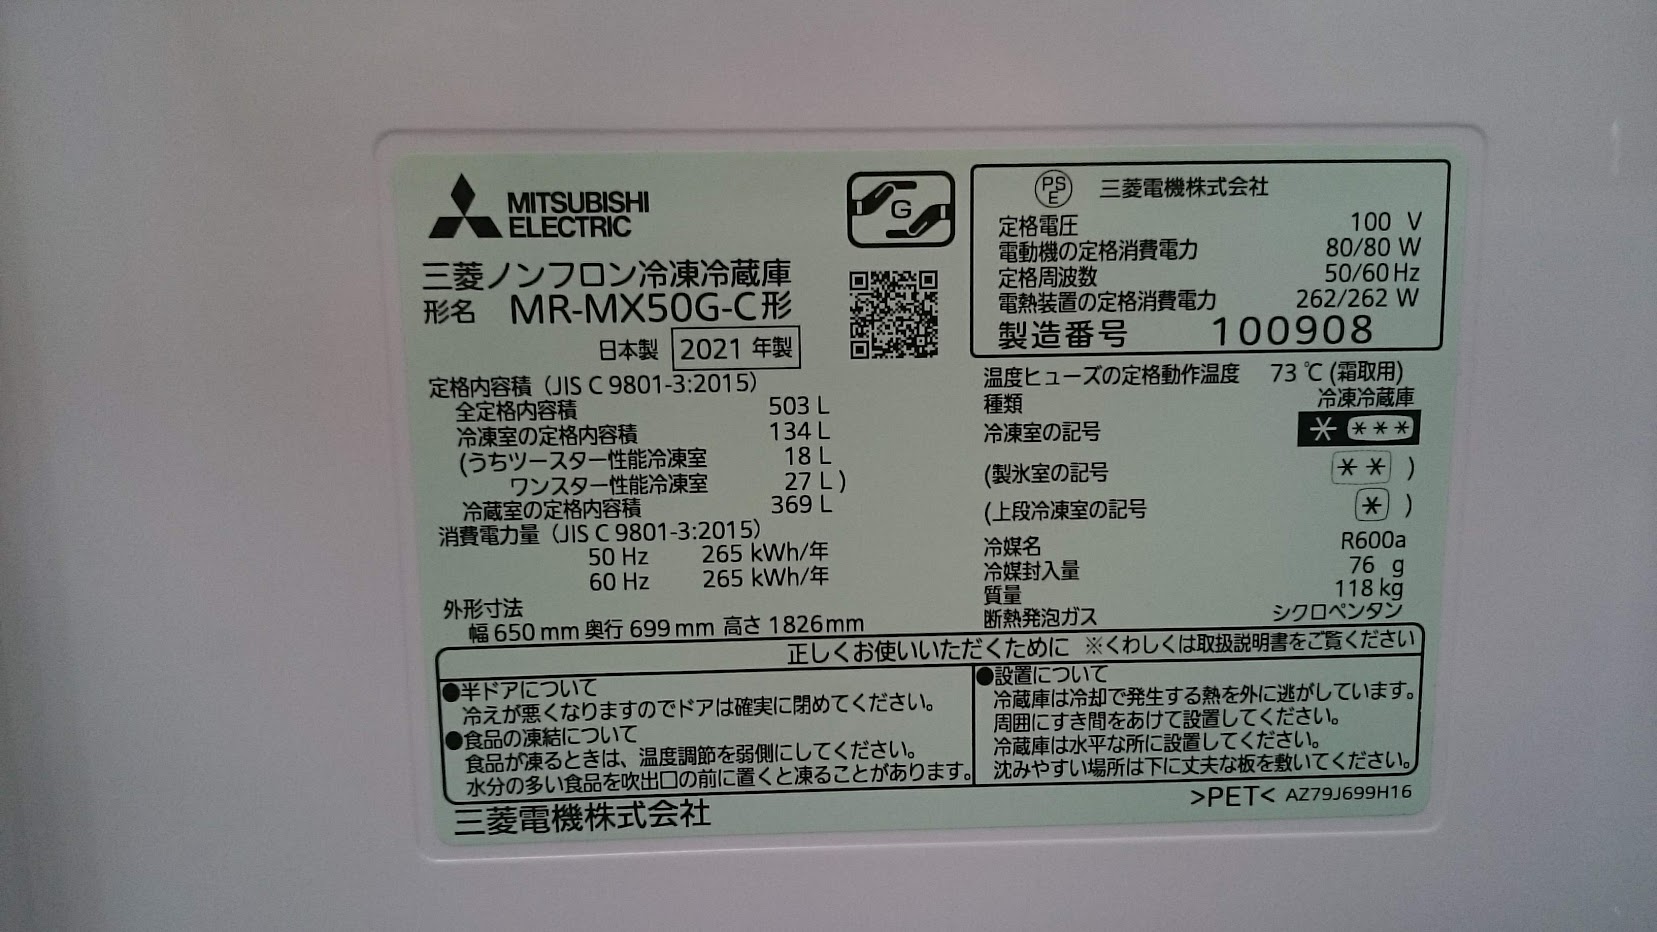 MITSUBISHI
ELECTRIC
G
三菱ノンフロン冷凍冷蔵庫
形名 MR-MX50G-C形
日本製 2021 年製
定格内容積（JIS C 9801-3:2015）
全定格内容積 503 L
冷凍室の定格内容積 134 L
(うちツースター性能冷凍室 18 L
ワンスター性能冷凍室 27 L )
冷蔵室の定格内容積 369 L
消費電力量（JIS C 9801-3:2015）
50 Hz 265 kWh/年
60 Hz 265 kWh/年
外形寸法
幅 650 mm 奥行 699 mm 高さ 1826 mm
PS
E
三菱電機株式会社
定格電圧 100 V
電動機の定格消費電力 80/80 W
定格周波数 50/60 Hz
電熱装置の定格消費電力 262/262 W
製造番号 100908
温度ヒューズの定格動作温度 73 ℃ (霜取用)
種類 冷凍冷蔵庫
冷凍室の記号 * ***
(製氷室の記号 ** )
(上段冷凍室の記号 * )
冷媒名 R600a
冷媒封入量 76 g
質量 118 kg
断熱発泡ガス シクロペンタン
正しくお使いいただくために ※くわしくは取扱説明書をご覧ください
●半ドアについて
冷えが悪くなりますのでドアは確実に閉めてください。
●食品の凍結について
食品が凍るときは、温度調節を弱側にしてください。
水分の多い食品を吹出口の前に置くと凍ることがあります。
●設置について
冷蔵庫は冷却で発生する熱を外に逃がしています。
周囲にすき間をあけて設置してください。
冷蔵庫は水平な所に設置してください。
沈みやすい場所は下に丈夫な板を敷いてください。
三菱電機株式会社
>PET< AZ79J699H16